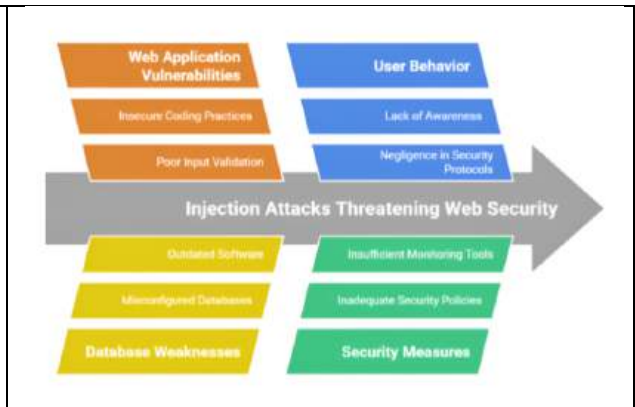 Web Application
Vulnerabilities
User Behavior
Insecure Coding Practices
Lack of Awareness
Poor Input Validation
Negligence in Security
Protocols
Injection Attacks Threatening Web Security
Outdated Software
Insufficient Monitoring Tools
Misconfigured Databases
Inadequate Security Policies
Database Weaknesses
Security Measures